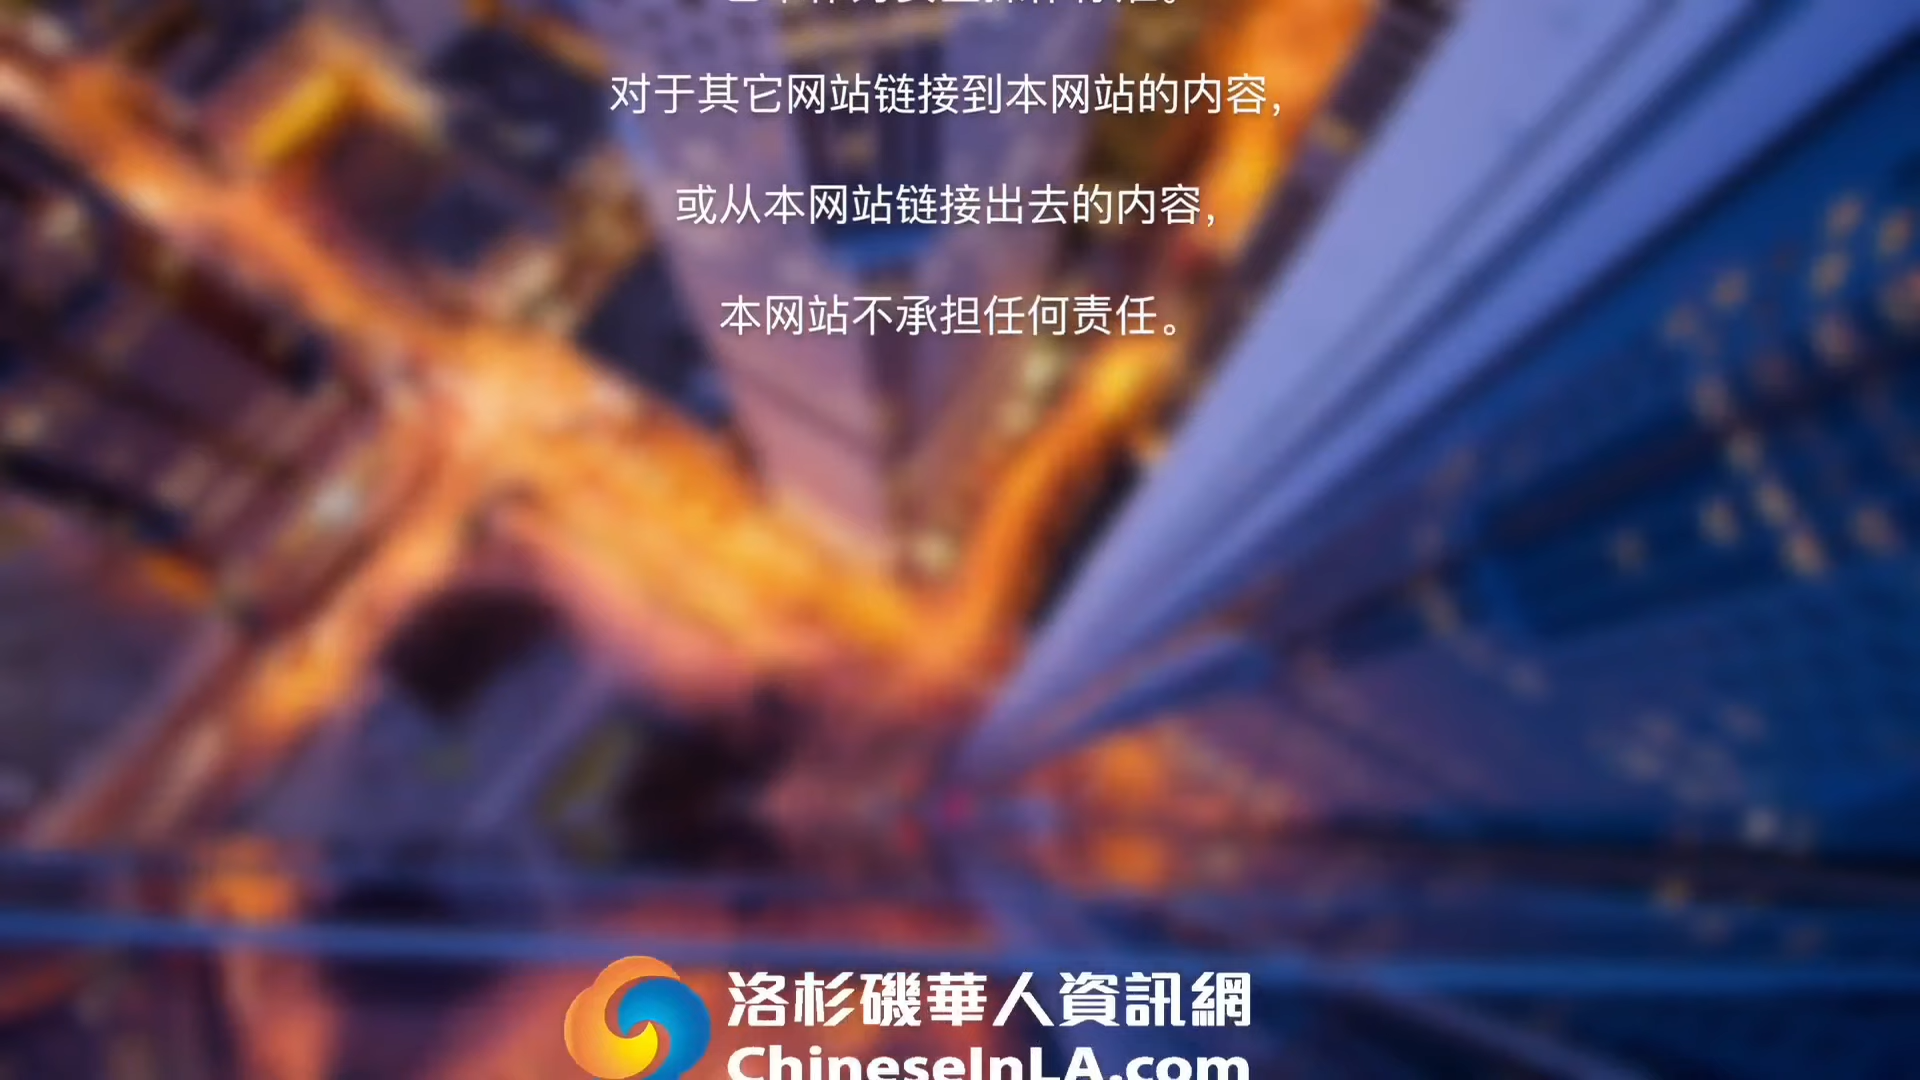 对于其它网站链接到本网站的内容，
或从本网站链接出去的内容，
本网站不承担任何责任。
洛杉磯華人資訊網
ChineseInLA.com